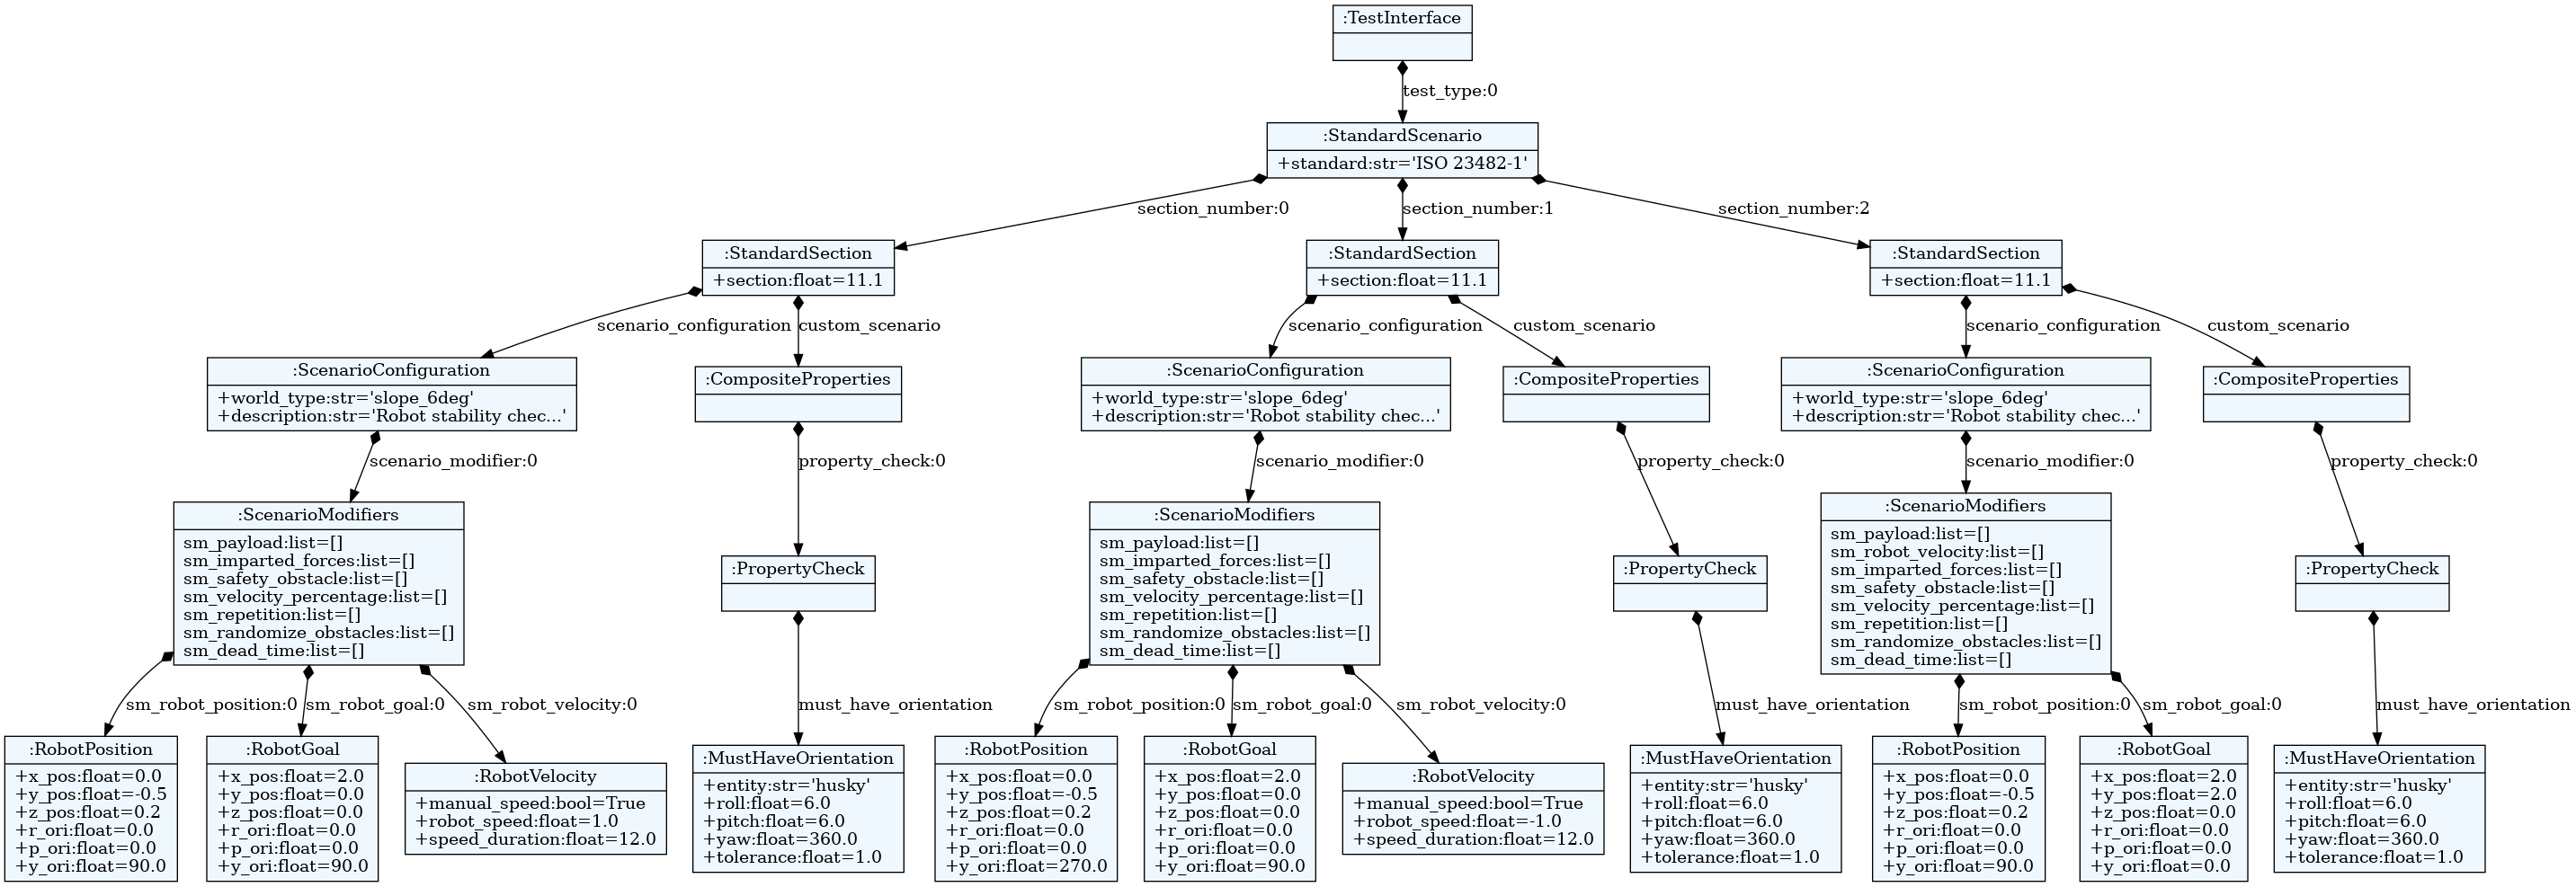 :TestInterface
test_type:0
:StandardScenario
+standard:str='ISO 23482-1'
section_number:0
section_number:1
section_number:2
:StandardSection
+section:float=11.1
:StandardSection
+section:float=11.1
:StandardSection
+section:float=11.1
scenario_configuration
custom_scenario
scenario_configuration
custom_scenario
scenario_configuration
custom_scenario
:ScenarioConfiguration
+world_type:str='slope_6deg'
+description:str='Robot stability chec...'
:CompositeProperties
:ScenarioConfiguration
+world_type:str='slope_6deg'
+description:str='Robot stability chec...'
:CompositeProperties
:ScenarioConfiguration
+world_type:str='slope_6deg'
+description:str='Robot stability chec...'
:CompositeProperties
scenario_modifier:0
property_check:0
scenario_modifier:0
property_check:0
scenario_modifier:0
property_check:0
:ScenarioModifiers
sm_payload:list=[]
sm_imparted_forces:list=[]
sm_safety_obstacle:list=[]
sm_velocity_percentage:list=[]
sm_repetition:list=[]
sm_randomize_obstacles:list=[]
sm_dead_time:list=[]
:PropertyCheck
:ScenarioModifiers
sm_payload:list=[]
sm_imparted_forces:list=[]
sm_safety_obstacle:list=[]
sm_velocity_percentage:list=[]
sm_repetition:list=[]
sm_randomize_obstacles:list=[]
sm_dead_time:list=[]
:PropertyCheck
:ScenarioModifiers
sm_payload:list=[]
sm_robot_velocity:list=[]
sm_imparted_forces:list=[]
sm_safety_obstacle:list=[]
sm_velocity_percentage:list=[]
sm_repetition:list=[]
sm_randomize_obstacles:list=[]
sm_dead_time:list=[]
:PropertyCheck
sm_robot_position:0
sm_robot_goal:0
sm_robot_velocity:0
must_have_orientation
sm_robot_position:0
sm_robot_goal:0
sm_robot_velocity:0
must_have_orientation
sm_robot_position:0
sm_robot_goal:0
must_have_orientation
:RobotPosition
+x_pos:float=0.0
+y_pos:float=-0.5
+z_pos:float=0.2
+r_ori:float=0.0
+p_ori:float=0.0
+y_ori:float=90.0
:RobotGoal
+x_pos:float=2.0
+y_pos:float=0.0
+z_pos:float=0.0
+r_ori:float=0.0
+p_ori:float=0.0
+y_ori:float=90.0
:RobotVelocity
+manual_speed:bool=True
+robot_speed:float=1.0
+speed_duration:float=12.0
:MustHaveOrientation
+entity:str='husky'
+roll:float=6.0
+pitch:float=6.0
+yaw:float=360.0
+tolerance:float=1.0
:RobotPosition
+x_pos:float=0.0
+y_pos:float=-0.5
+z_pos:float=0.2
+r_ori:float=0.0
+p_ori:float=0.0
+y_ori:float=270.0
:RobotGoal
+x_pos:float=2.0
+y_pos:float=0.0
+z_pos:float=0.0
+r_ori:float=0.0
+p_ori:float=0.0
+y_ori:float=90.0
:RobotVelocity
+manual_speed:bool=True
+robot_speed:float=-1.0
+speed_duration:float=12.0
:MustHaveOrientation
+entity:str='husky'
+roll:float=6.0
+pitch:float=6.0
+yaw:float=360.0
+tolerance:float=1.0
:RobotPosition
+x_pos:float=0.0
+y_pos:float=-0.5
+z_pos:float=0.2
+r_ori:float=0.0
+p_ori:float=0.0
+y_ori:float=90.0
:RobotGoal
+x_pos:float=2.0
+y_pos:float=2.0
+z_pos:float=0.0
+r_ori:float=0.0
+p_ori:float=0.0
+y_ori:float=0.0
:MustHaveOrientation
+entity:str='husky'
+roll:float=6.0
+pitch:float=6.0
+yaw:float=360.0
+tolerance:float=1.0